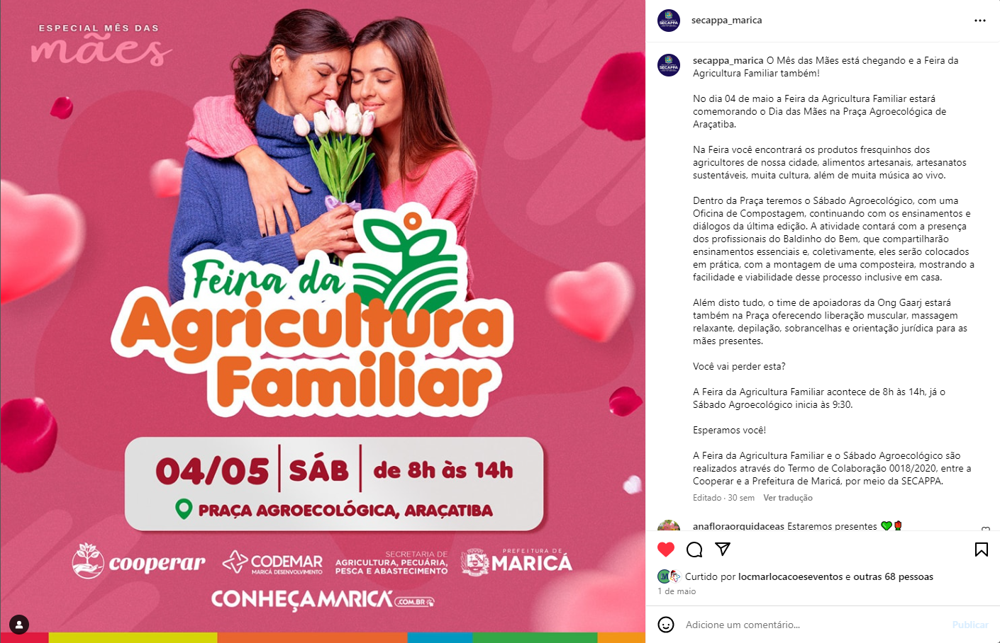 ESPECIAL MÊS DAS
mães
Feira da
Agricultura
Familiar
04/05 SÁB de 8h às 14h
PRAÇA AGROECOLÓGICA, ARAÇATIBA
cooperar
CODEMAR
MARICÁ DESENVOLVIMENTO
SECRETARIA DE
AGRICULTURA, PECUÁRIA,
PESCA E ABASTECIMENTO
PREFEITURA DE
MARICÁ
CONHEÇA MARICÁ .COM.BR
SECAPPA
secappa_marica
SECAPPA
secappa_marica O Mês das Mães está chegando e a Feira da
Agricultura Familiar também!
No dia 04 de maio a Feira da Agricultura Familiar estará
comemorando o Dia das Mães na Praça Agroecológica de
Araçatiba.
Na Feira você encontrará os produtos fresquinhos dos
agricultores de nossa cidade, alimentos artesanais, artesanatos
sustentáveis, muita cultura, além de muita música ao vivo.
Dentro da Praça teremos o Sábado Agroecológico, com uma
Oficina de Compostagem, continuando com os ensinamentos e
diálogos da última edição. A atividade contará com a presença
dos profissionais do Baldinho do Bem, que compartilharão
ensinamentos essenciais e, coletivamente, eles serão colocados
em prática, com a montagem de uma composteira, mostrando a
facilidade e viabilidade desse processo inclusive em casa.
Além disto tudo, o time de apoiadoras da Ong Gaarj estará
também na Praça oferecendo liberação muscular, massagem
relaxante, depilação, sobrancelhas e orientação jurídica para as
mães presentes.
Você vai perder esta?
A Feira da Agricultura Familiar acontece de 8h às 14h, já o
Sábado Agroecológico inicia às 9:30.
Esperamos você!
A Feira da Agricultura Familiar e o Sábado Agroecológico são
realizados através do Termo de Colaboração 0018/2020, entre a
Cooperar e a Prefeitura de Maricá, por meio da SECAPPA.
Editado · 30 sem Ver tradução
anafloraorquidaceas Estaremos presentes 💚🌹
Curtido por locmarlocacoeseventos e outras 68 pessoas
1 de maio
Adicione um comentário... Publicar